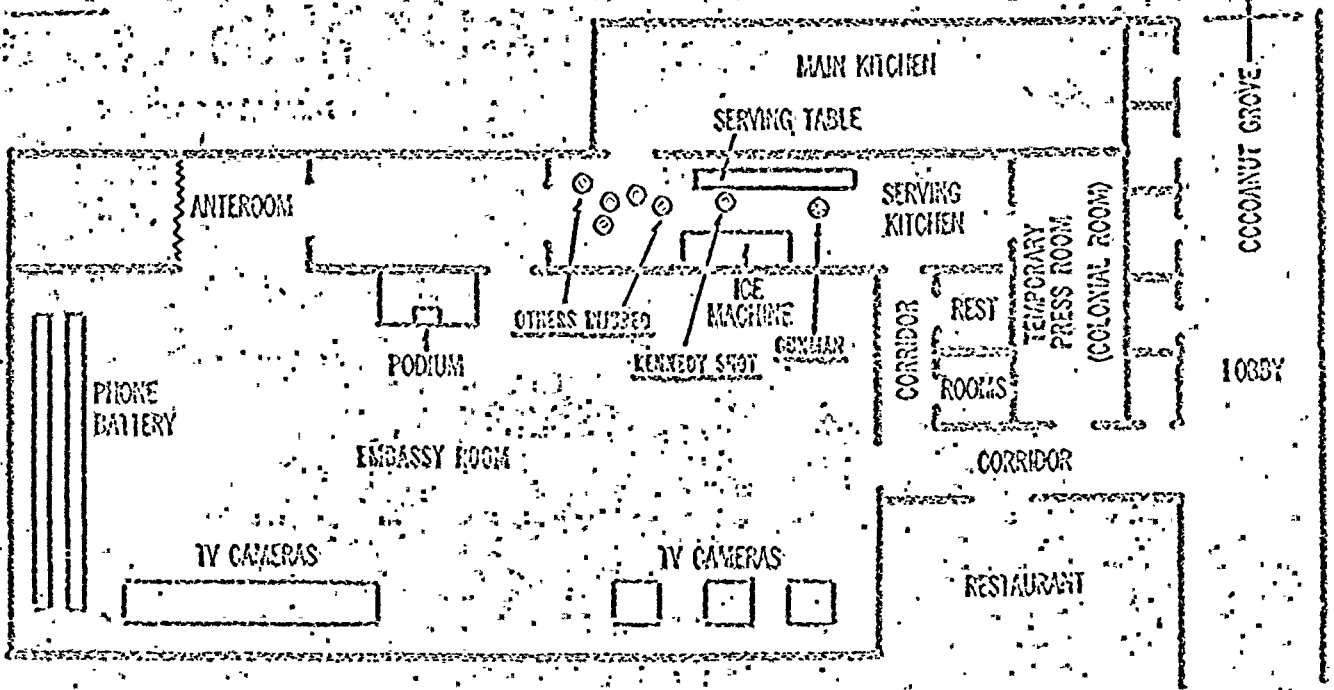 MAIN KITCHEN
SERVING TABLE
COCOANUT GROVE
ANTEROOM
SERVING
KITCHEN
TEMPORARY
PRESS ROOM
(COLONIAL ROOM)
ICE
MACHINE
OTHERS
REST
ROOMS
CORRIDOR
KENNEDY SHOT
GUNMAN
PODIUM
LOBBY
PHONE
BATTERY
EMBASSY ROOM
CORRIDOR
TV CAMERAS
TV CAMERAS
RESTAURANT